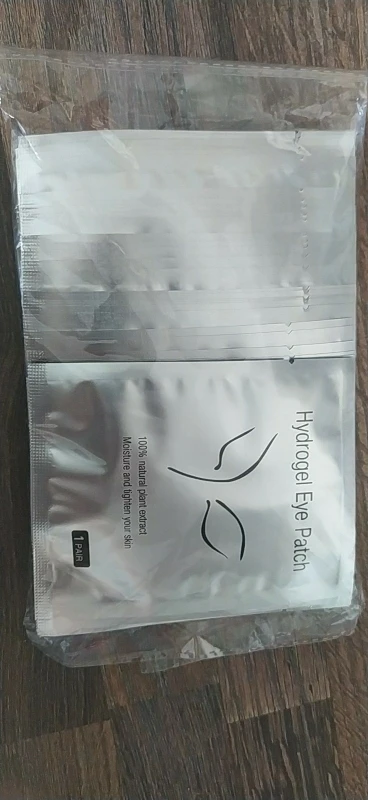 Hydrogel Eye Patch
100% natural plant extract
Moisture and tighten your skin
1 PAIR